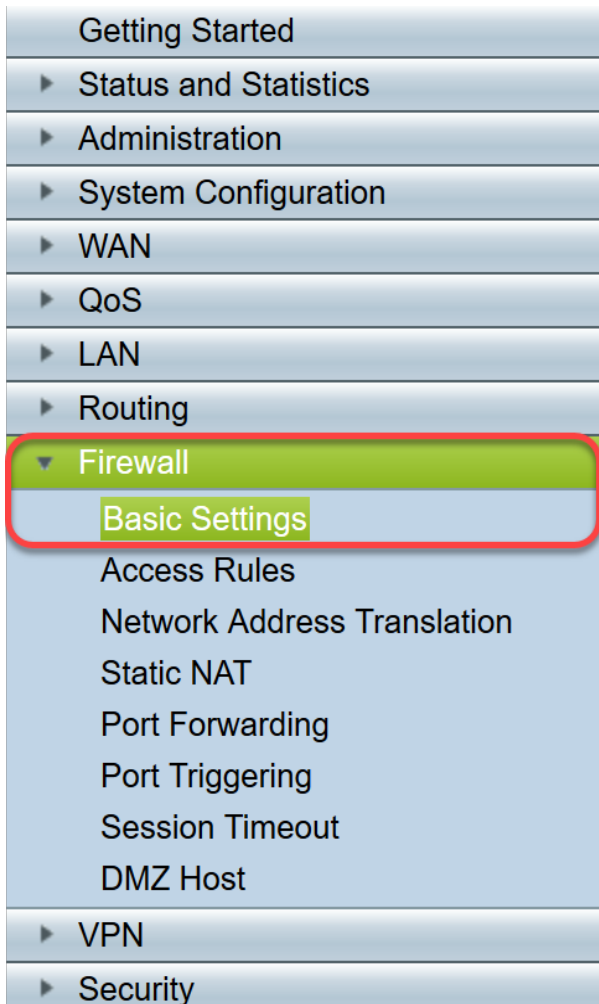 Getting Started
Status and Statistics
Administration
System Configuration
WAN
QoS
LAN
Routing
Firewall
Basic Settings
Access Rules
Network Address Translation
Static NAT
Port Forwarding
Port Triggering
Session Timeout
DMZ Host
VPN
Security